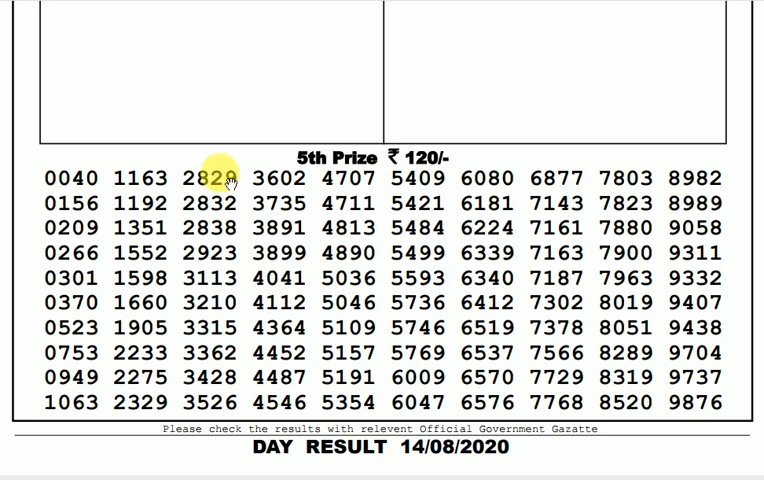 5th Prize ₹ 120/-
0040 1163 2829 3602 4707 5409 6080 6877 7803 8982
0156 1192 2832 3735 4711 5421 6181 7143 7823 8989
0209 1351 2838 3891 4813 5484 6224 7161 7880 9058
0266 1552 2923 3899 4890 5499 6339 7163 7900 9311
0301 1598 3113 4041 5036 5593 6340 7187 7963 9332
0370 1660 3210 4112 5046 5736 6412 7302 8019 9407
0523 1905 3315 4364 5109 5746 6519 7378 8051 9438
0753 2233 3362 4452 5157 5769 6537 7566 8289 9704
0949 2275 3428 4487 5191 6009 6570 7729 8319 9737
1063 2329 3526 4546 5354 6047 6576 7768 8520 9876
Please check the results with relevent Official Government Gazatte
DAY RESULT 14/08/2020